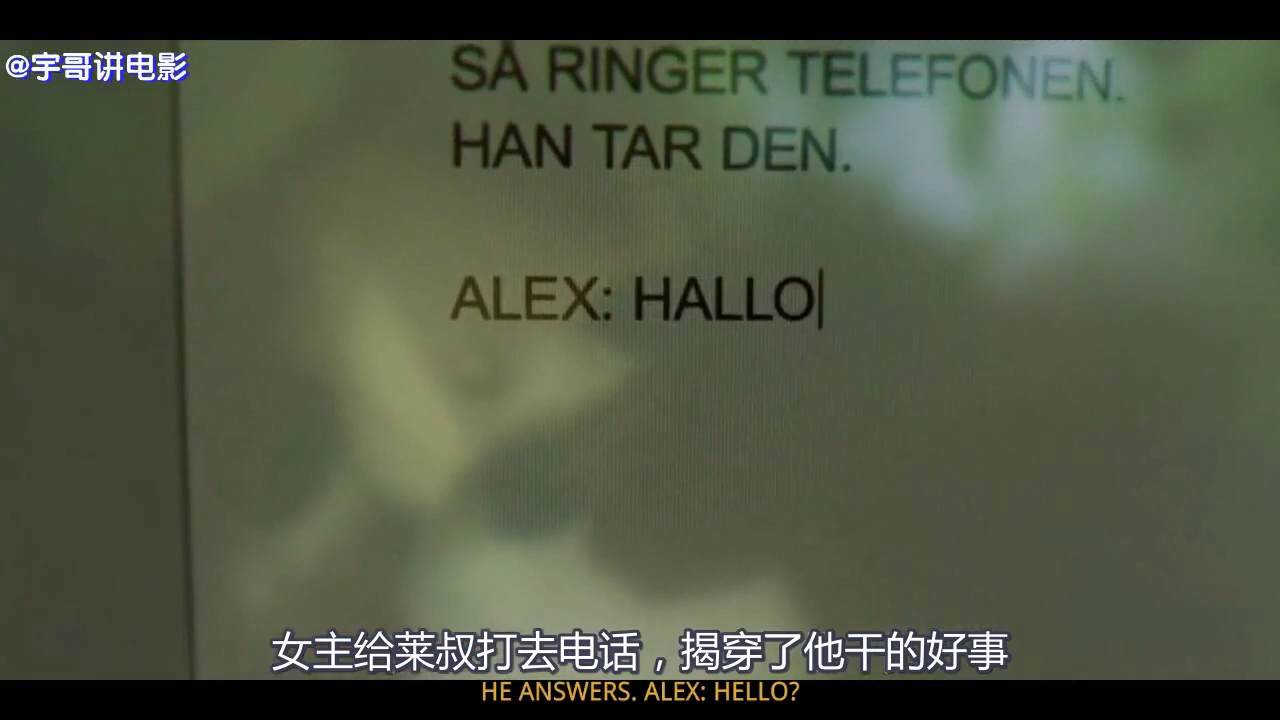 @宇哥讲电影
SÅ RINGER TELEFONEN.
HAN TAR DEN.
ALEX: HALLO
女主给莱叔打去电话，揭穿了他干的好事
HE ANSWERS. ALEX: HELLO?